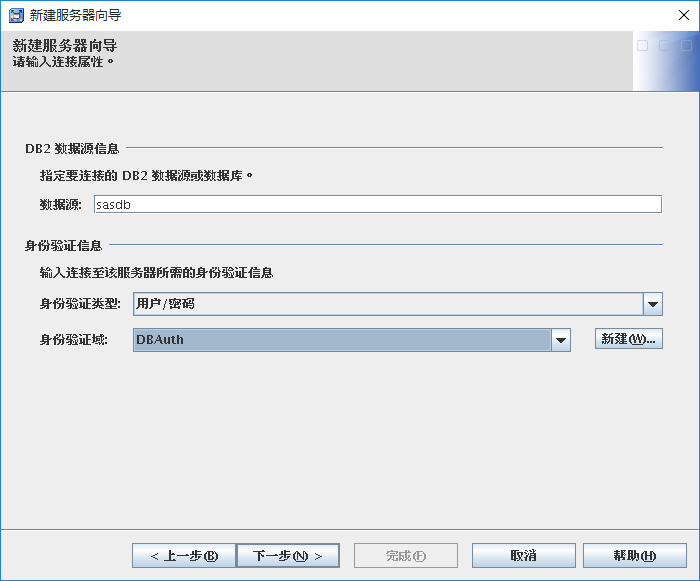 新建服务器向导
新建服务器向导
请输入连接属性。
DB2 数据源信息
指定要连接的 DB2 数据源或数据库。
数据源: sasdb
身份验证信息
输入连接至该服务器所需的身份验证信息
身份验证类型: 用户/密码
身份验证域: DBAuth 新建(W)...
< 上一步(B) 下一步(N) > 完成(F) 取消 帮助(H)